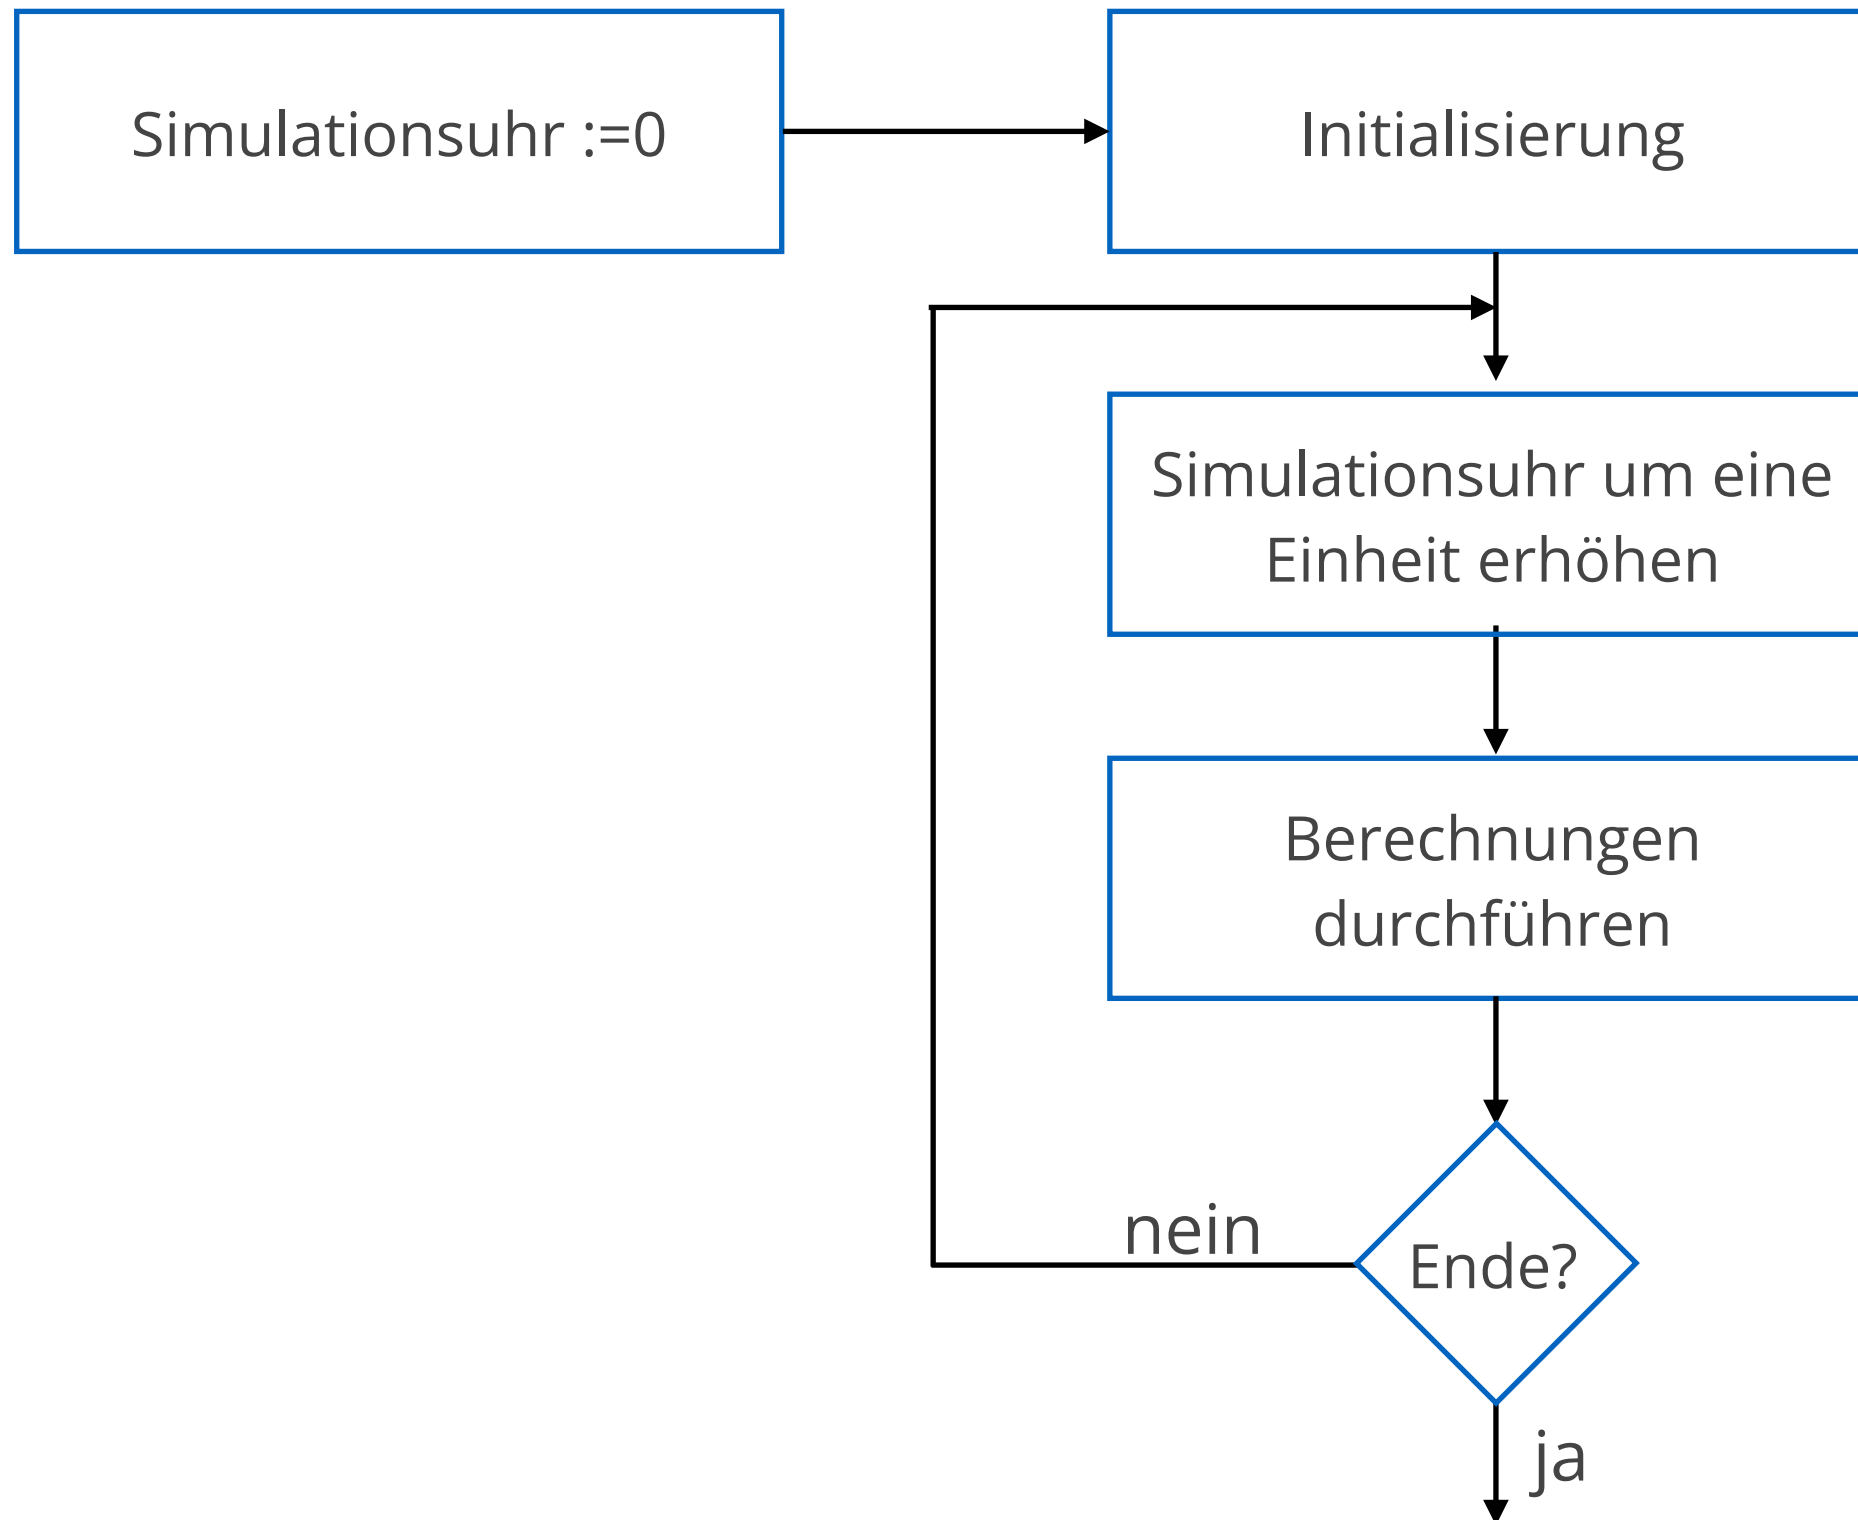 Simulationsuhr :=0
Initialisierung
Simulationsuhr um eine
Einheit erhöhen
Berechnungen
durchführen
nein
Ende?
ja